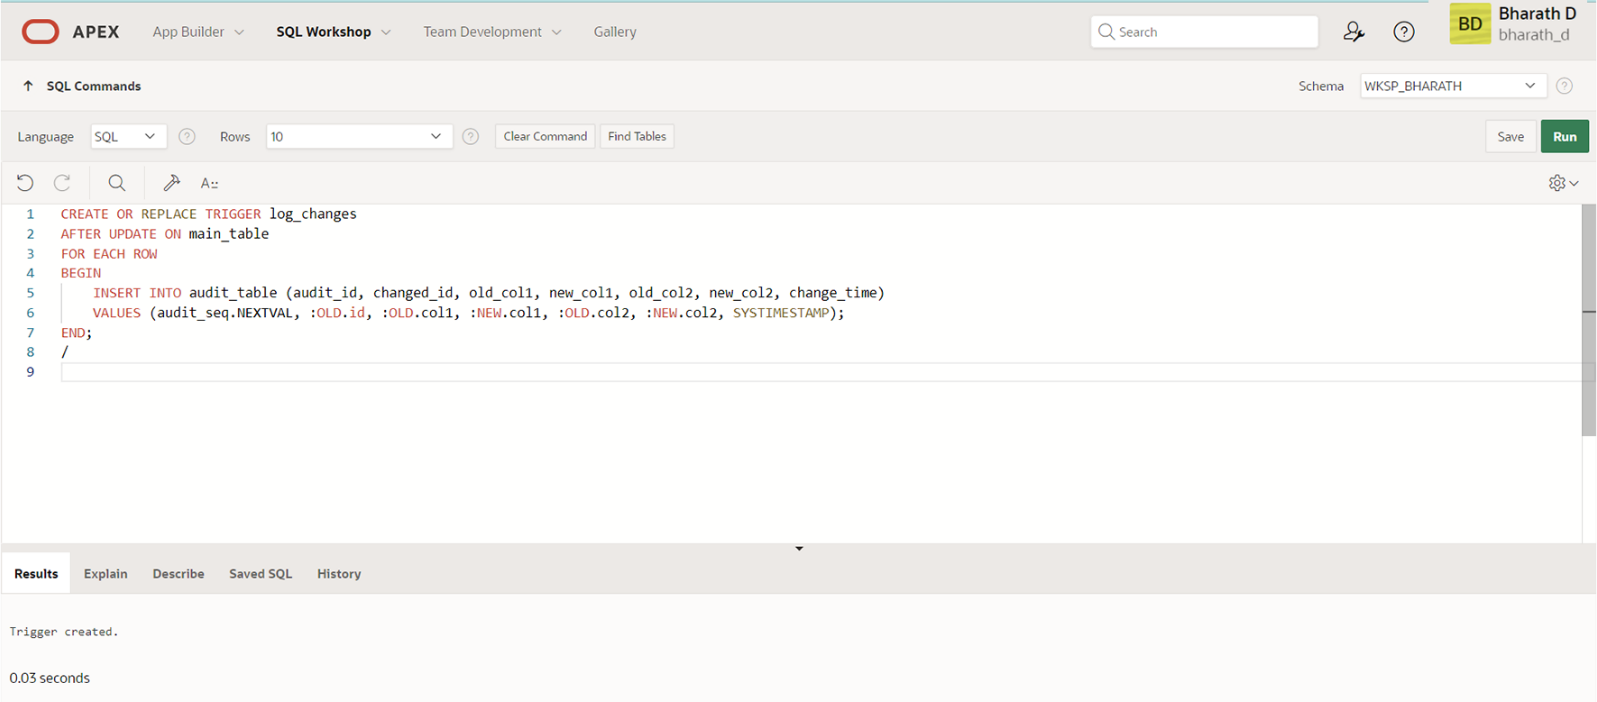 APEX App Builder SQL Workshop Team Development Gallery Search ? BD Bharath D
bharath_d
SQL Commands Schema WKSP_BHARATH ?
Language SQL ? Rows 10 ? Clear Command Find Tables Save Run
A
1 CREATE OR REPLACE TRIGGER log_changes
2 AFTER UPDATE ON main_table
3 FOR EACH ROW
4 BEGIN
5 INSERT INTO audit_table (audit_id, changed_id, old_col1, new_col1, old_col2, new_col2, change_time)
6 VALUES (audit_seq.NEXTVAL, :OLD.id, :OLD.col1, :NEW.col1, :OLD.col2, :NEW.col2, SYSTIMESTAMP);
7 END;
8 /
9
Results Explain Describe Saved SQL History
Trigger created.
0.03 seconds